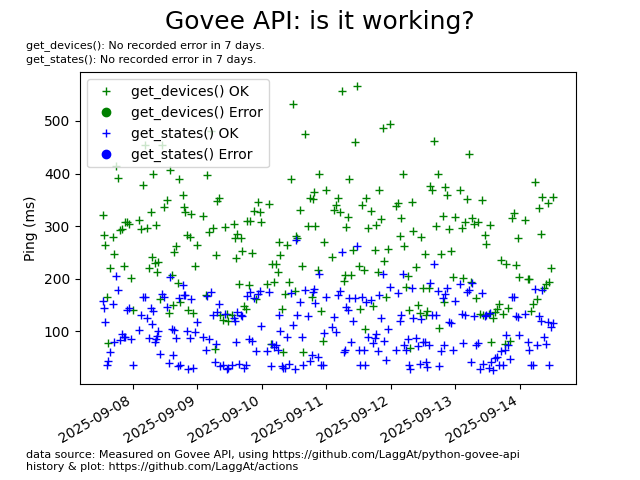 Govee API: is it working?
get_devices(): No recorded error in 7 days.
get_states(): No recorded error in 7 days.
get_devices() OK
get_devices() Error
get_states() OK
get_states() Error
Ping (ms)
500
400
300
200
100
2025-09-08
2025-09-09
2025-09-10
2025-09-11
2025-09-12
2025-09-13
2025-09-14
data source: Measured on Govee API, using https://github.com/LaggAt/python-govee-api
history & plot: https://github.com/LaggAt/actions